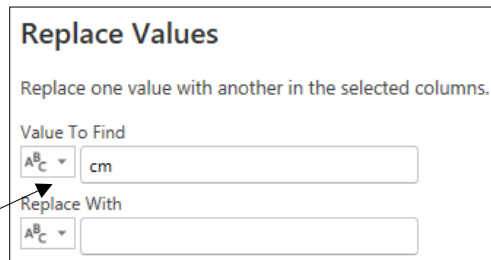 Replace Values
Replace one value with another in the selected columns.
Value To Find
ABC cm
Replace With
ABC